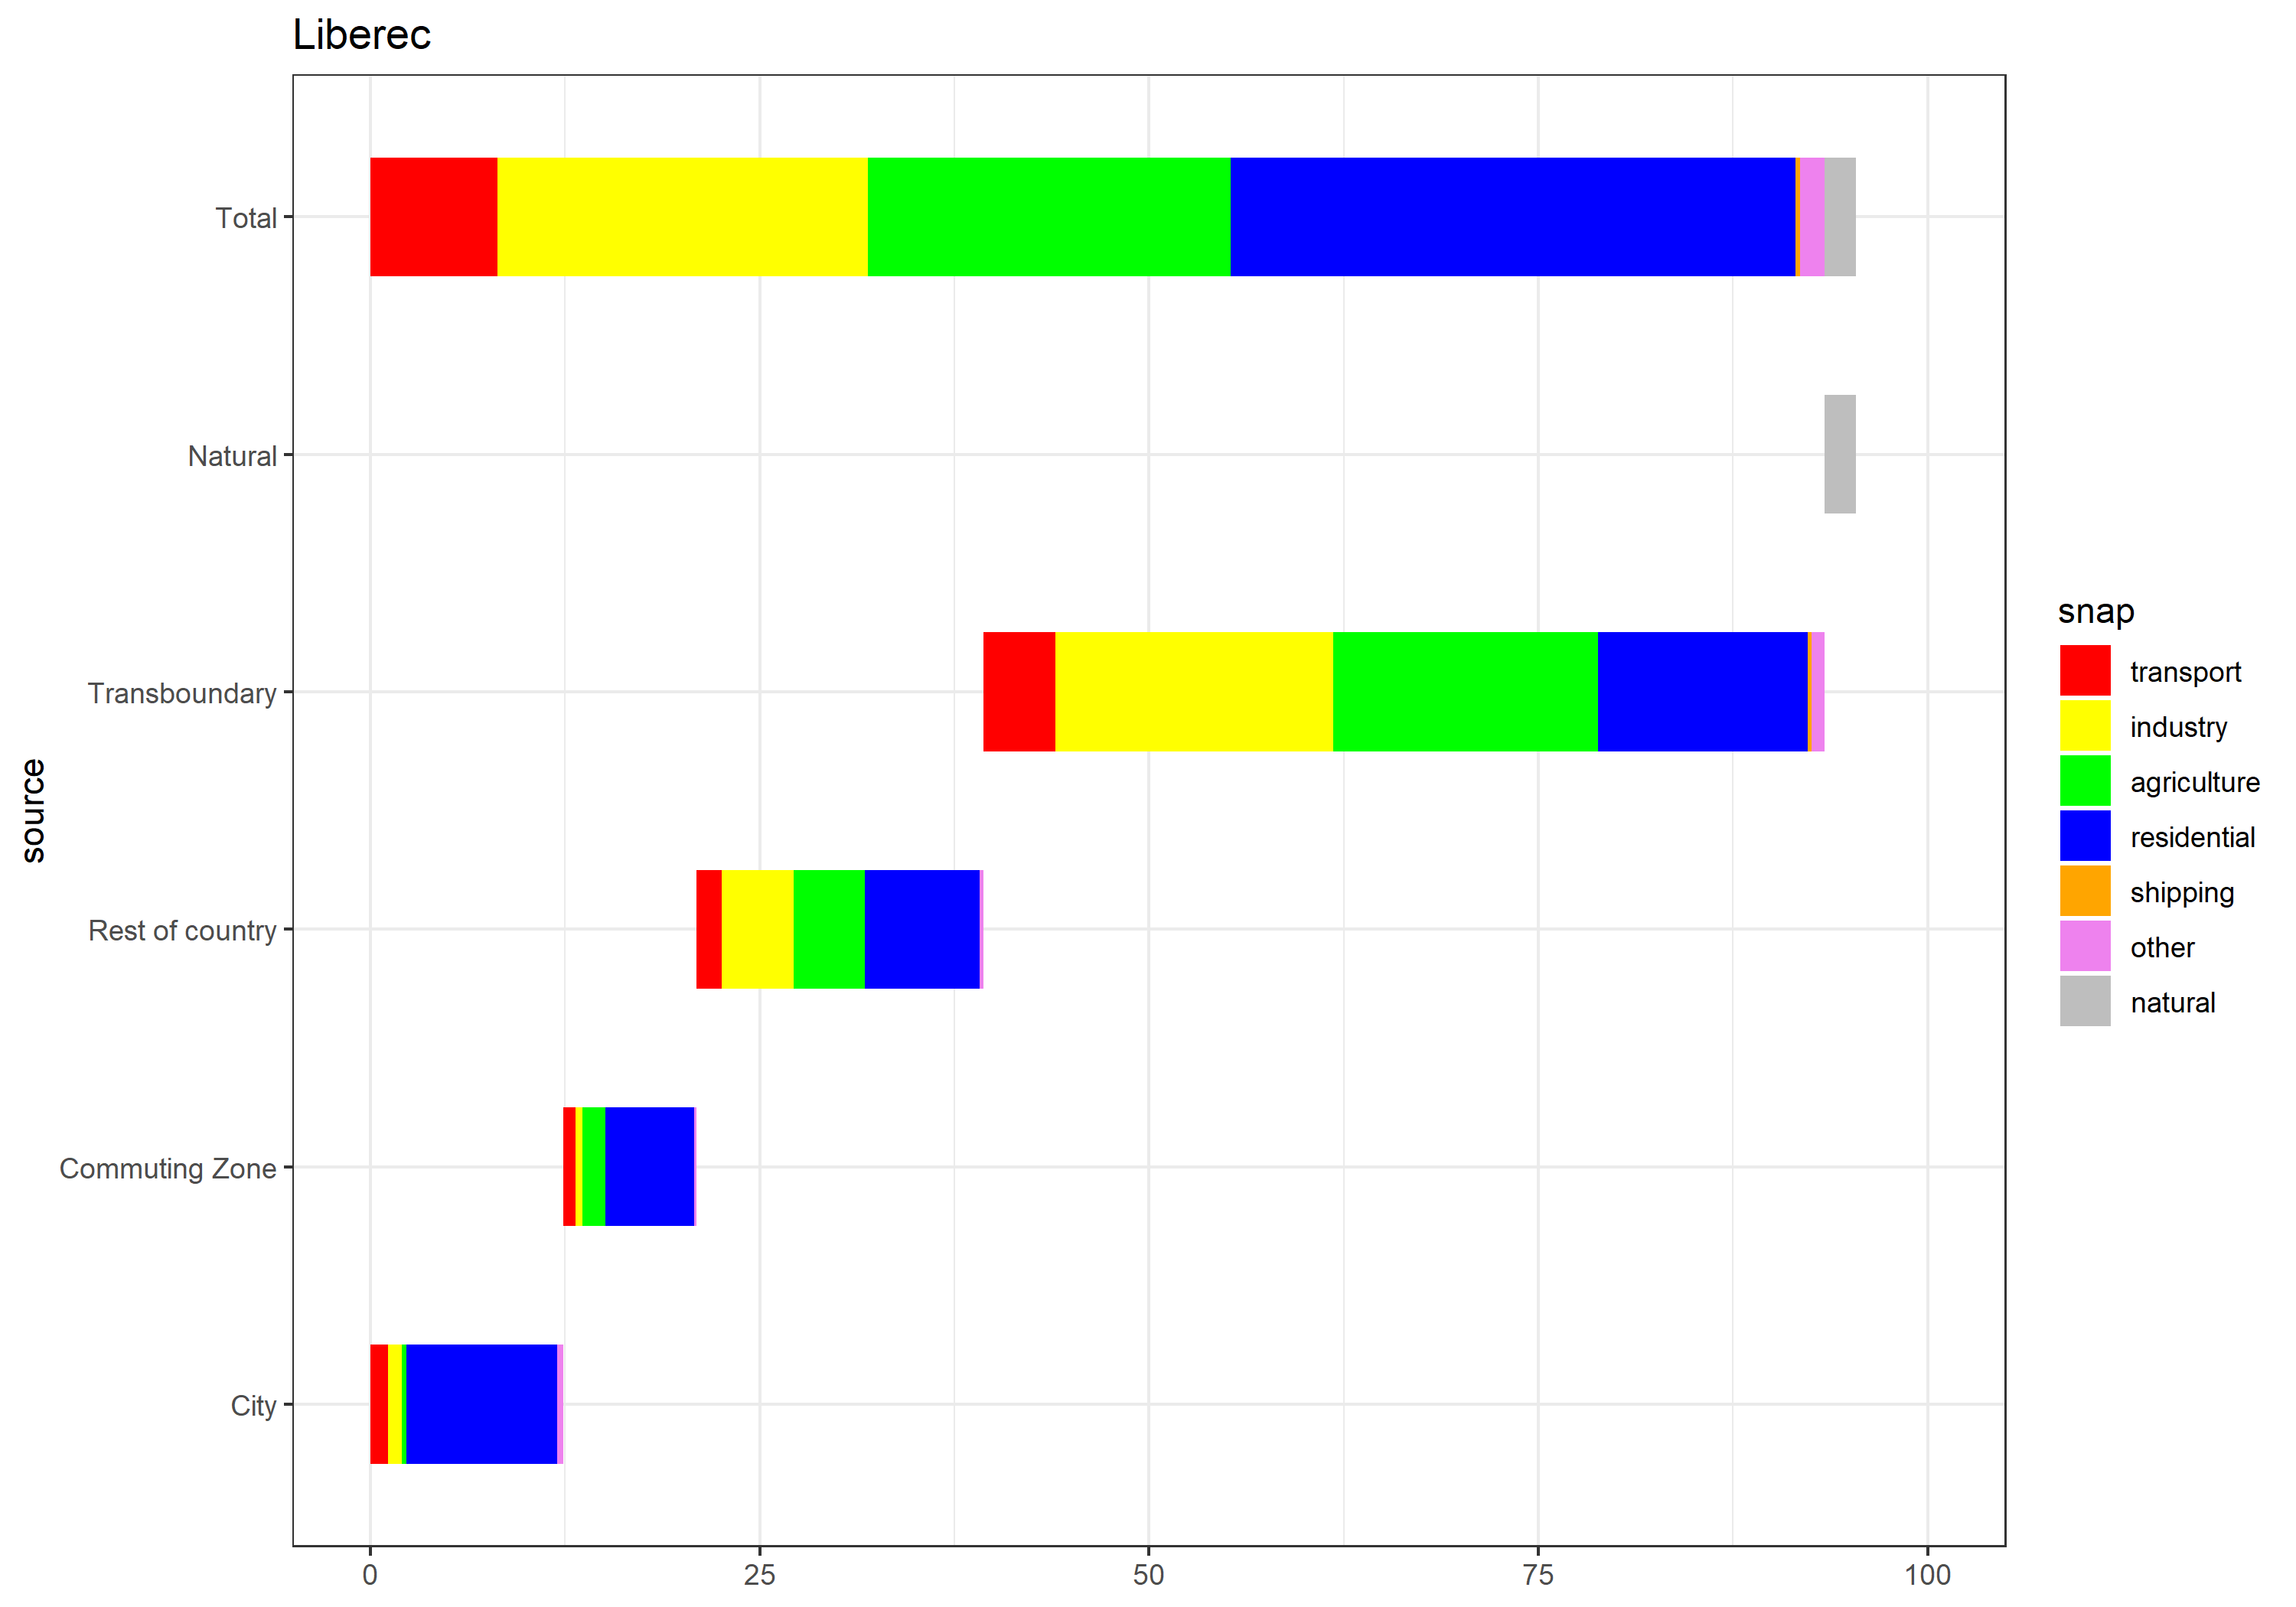 Liberec
Total
Natural
Transboundary
Rest of country
Commuting Zone
City
source
0 25 50 75 100
snap
transport
industry
agriculture
residential
shipping
other
natural